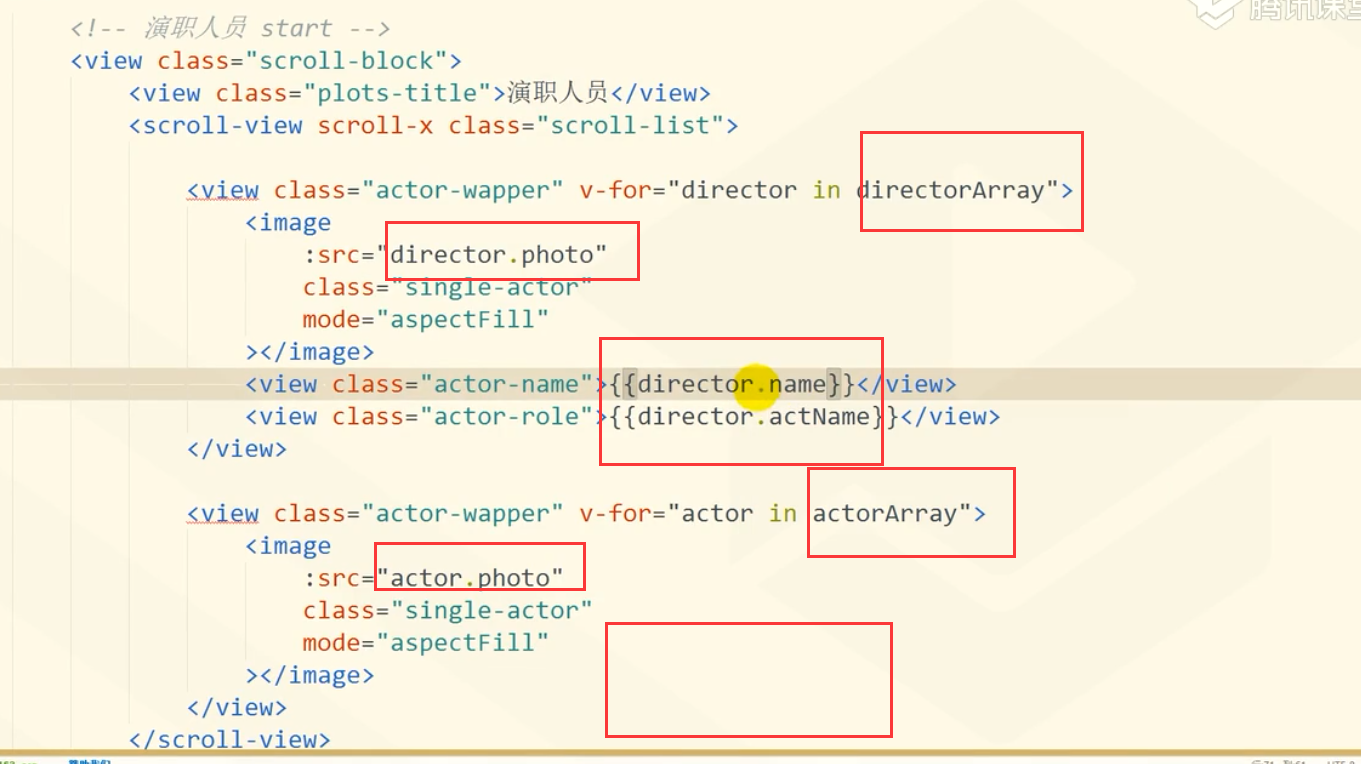 腾讯课堂
<!-- 演职人员 start -->
<view class="scroll-block">
<view class="plots-title">演职人员</view>
<scroll-view scroll-x class="scroll-list">
<view class="actor-wapper" v-for="director in directorArray">
<image
:src="director.photo"
class="single-actor"
mode="aspectFill"
></image>
<view class="actor-name">{{director.name}}</view>
<view class="actor-role">{{director.actName}}</view>
</view>
<view class="actor-wapper" v-for="actor in actorArray">
<image
:src="actor.photo"
class="single-actor"
mode="aspectFill"
></image>
</view>
</scroll-view>